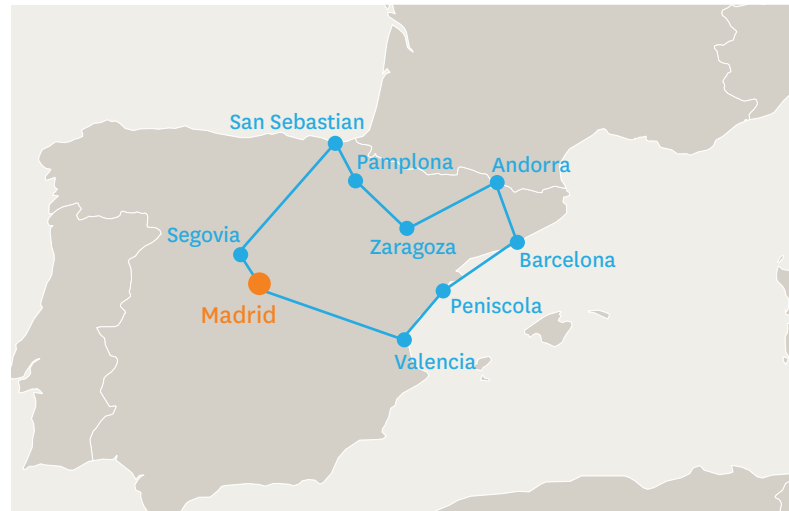 San Sebastian
Pamplona
Andorra
Segovia
Zaragoza
Barcelona
Madrid
Peniscola
Valencia